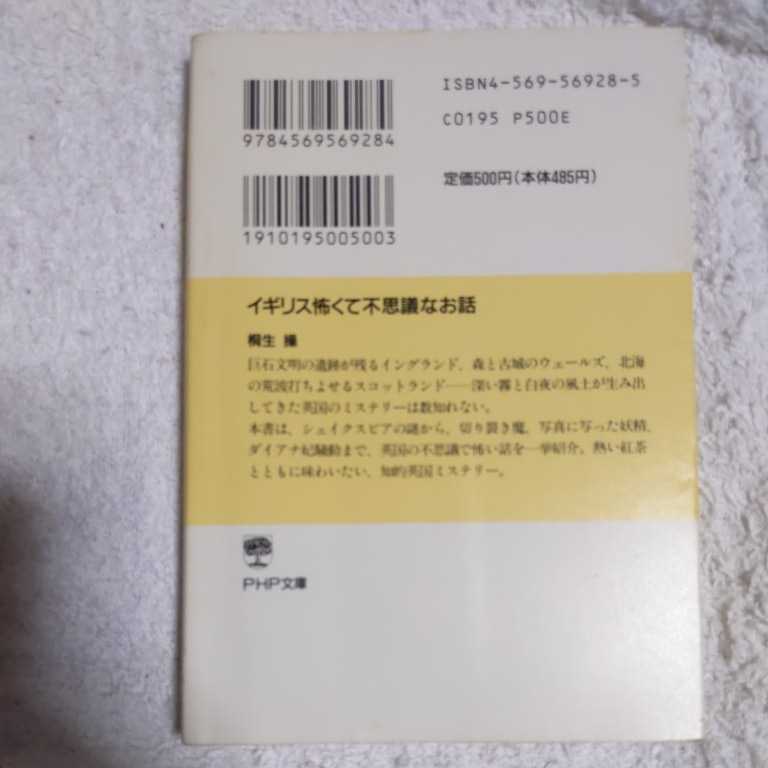 ISBN4-569-56928-5
C0195 P500E
9784569569284
定価500円(本体485円)
1910195005003
イギリス怖くて不思議なお話
桐生 操
巨石文明の遺跡が残るイングランド、森と古城のウェールズ、北海
の荒波打ちよせるスコットランド――深い霧と白夜の風土が生み出
してきた英国のミステリーは数知れない。
本書は、シェイクスピアの謎から、切り裂き魔、写真に写った妖精、
ダイアナ妃騒動まで、英国の不思議で怖い話を一挙紹介。熱い紅茶
とともに味わいたい、知的英国ミステリー。
PHP文庫